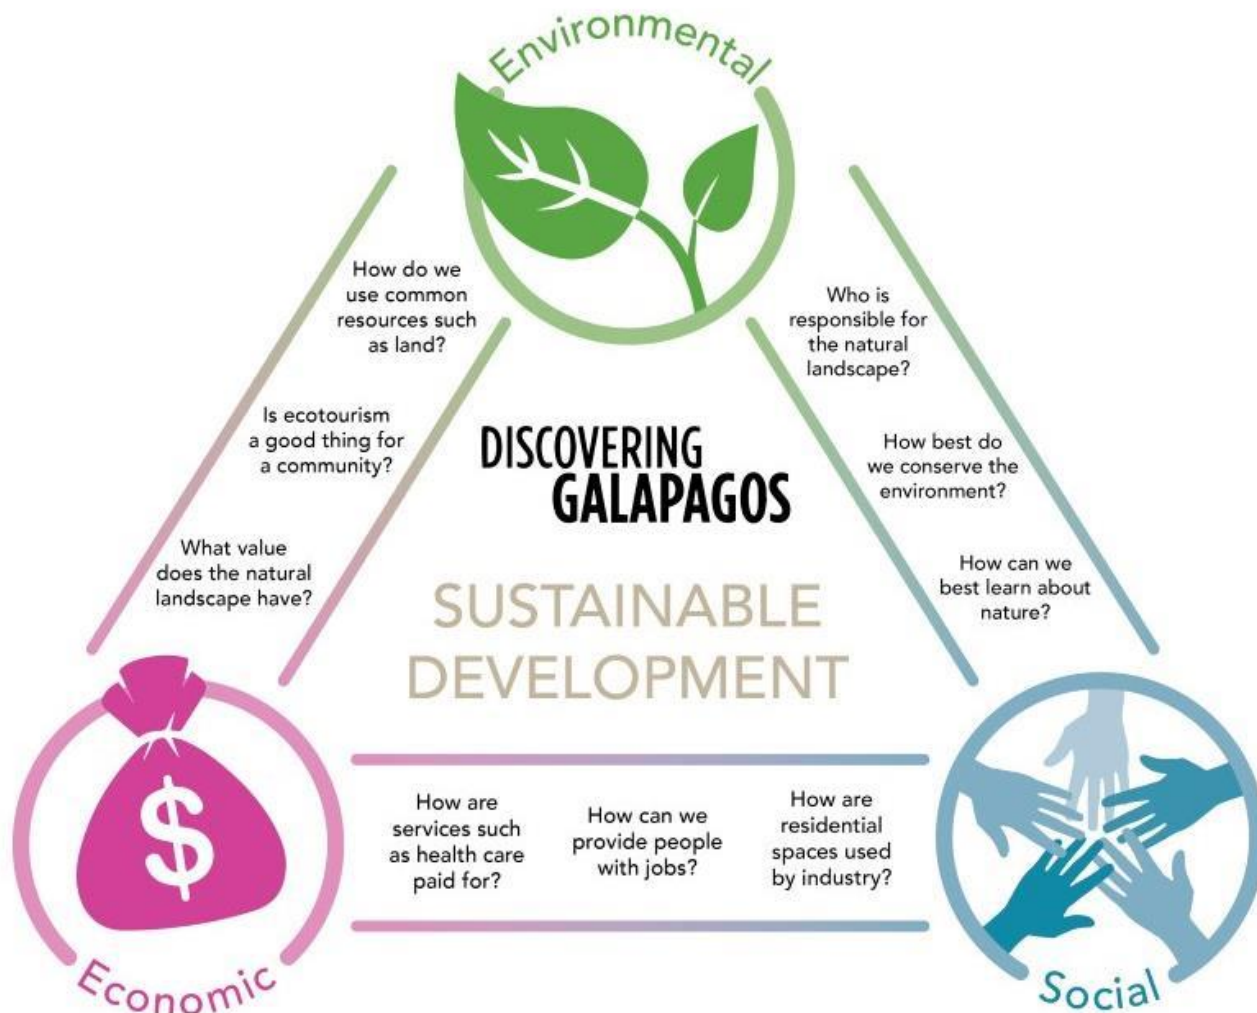 Environmental
How do we
use common
resources such
as land?
Is ecotourism
a good thing for
a community?
What value
does the natural
landscape have?
Who is
responsible for
the natural
landscape?
How best do
we conserve the
environment?
How can we
best learn about
nature?
DISCOVERING
GALAPAGOS
SUSTAINABLE
DEVELOPMENT
$
How are
services such
as health care
paid for?
How can we
provide people
with jobs?
How are
residential
spaces used
by industry?
Economic
Social